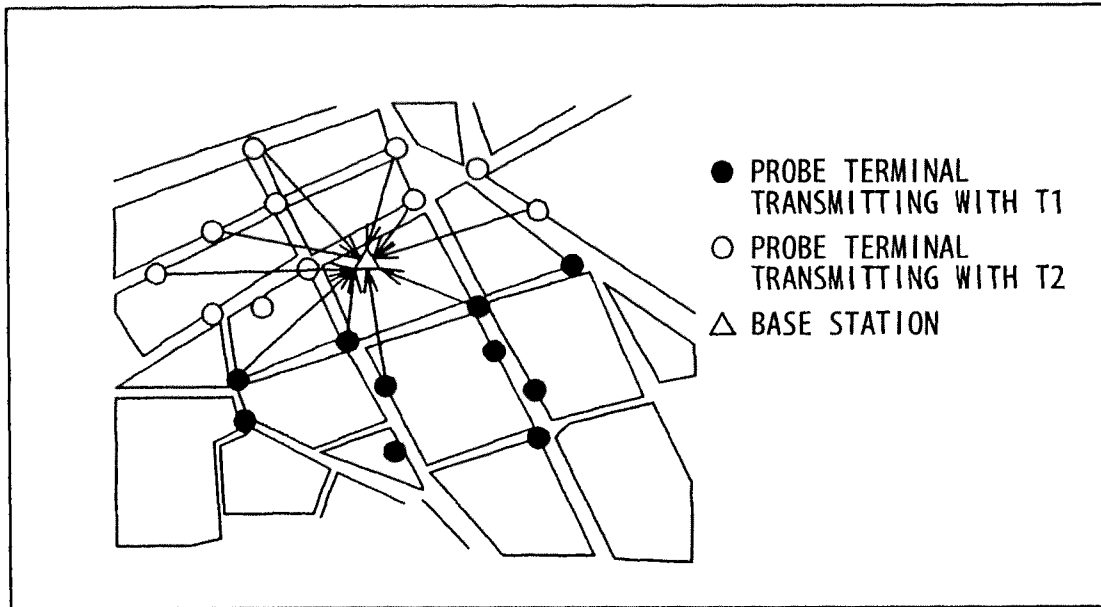 ● PROBE TERMINAL
TRANSMITTING WITH T1
○ PROBE TERMINAL
TRANSMITTING WITH T2
△ BASE STATION